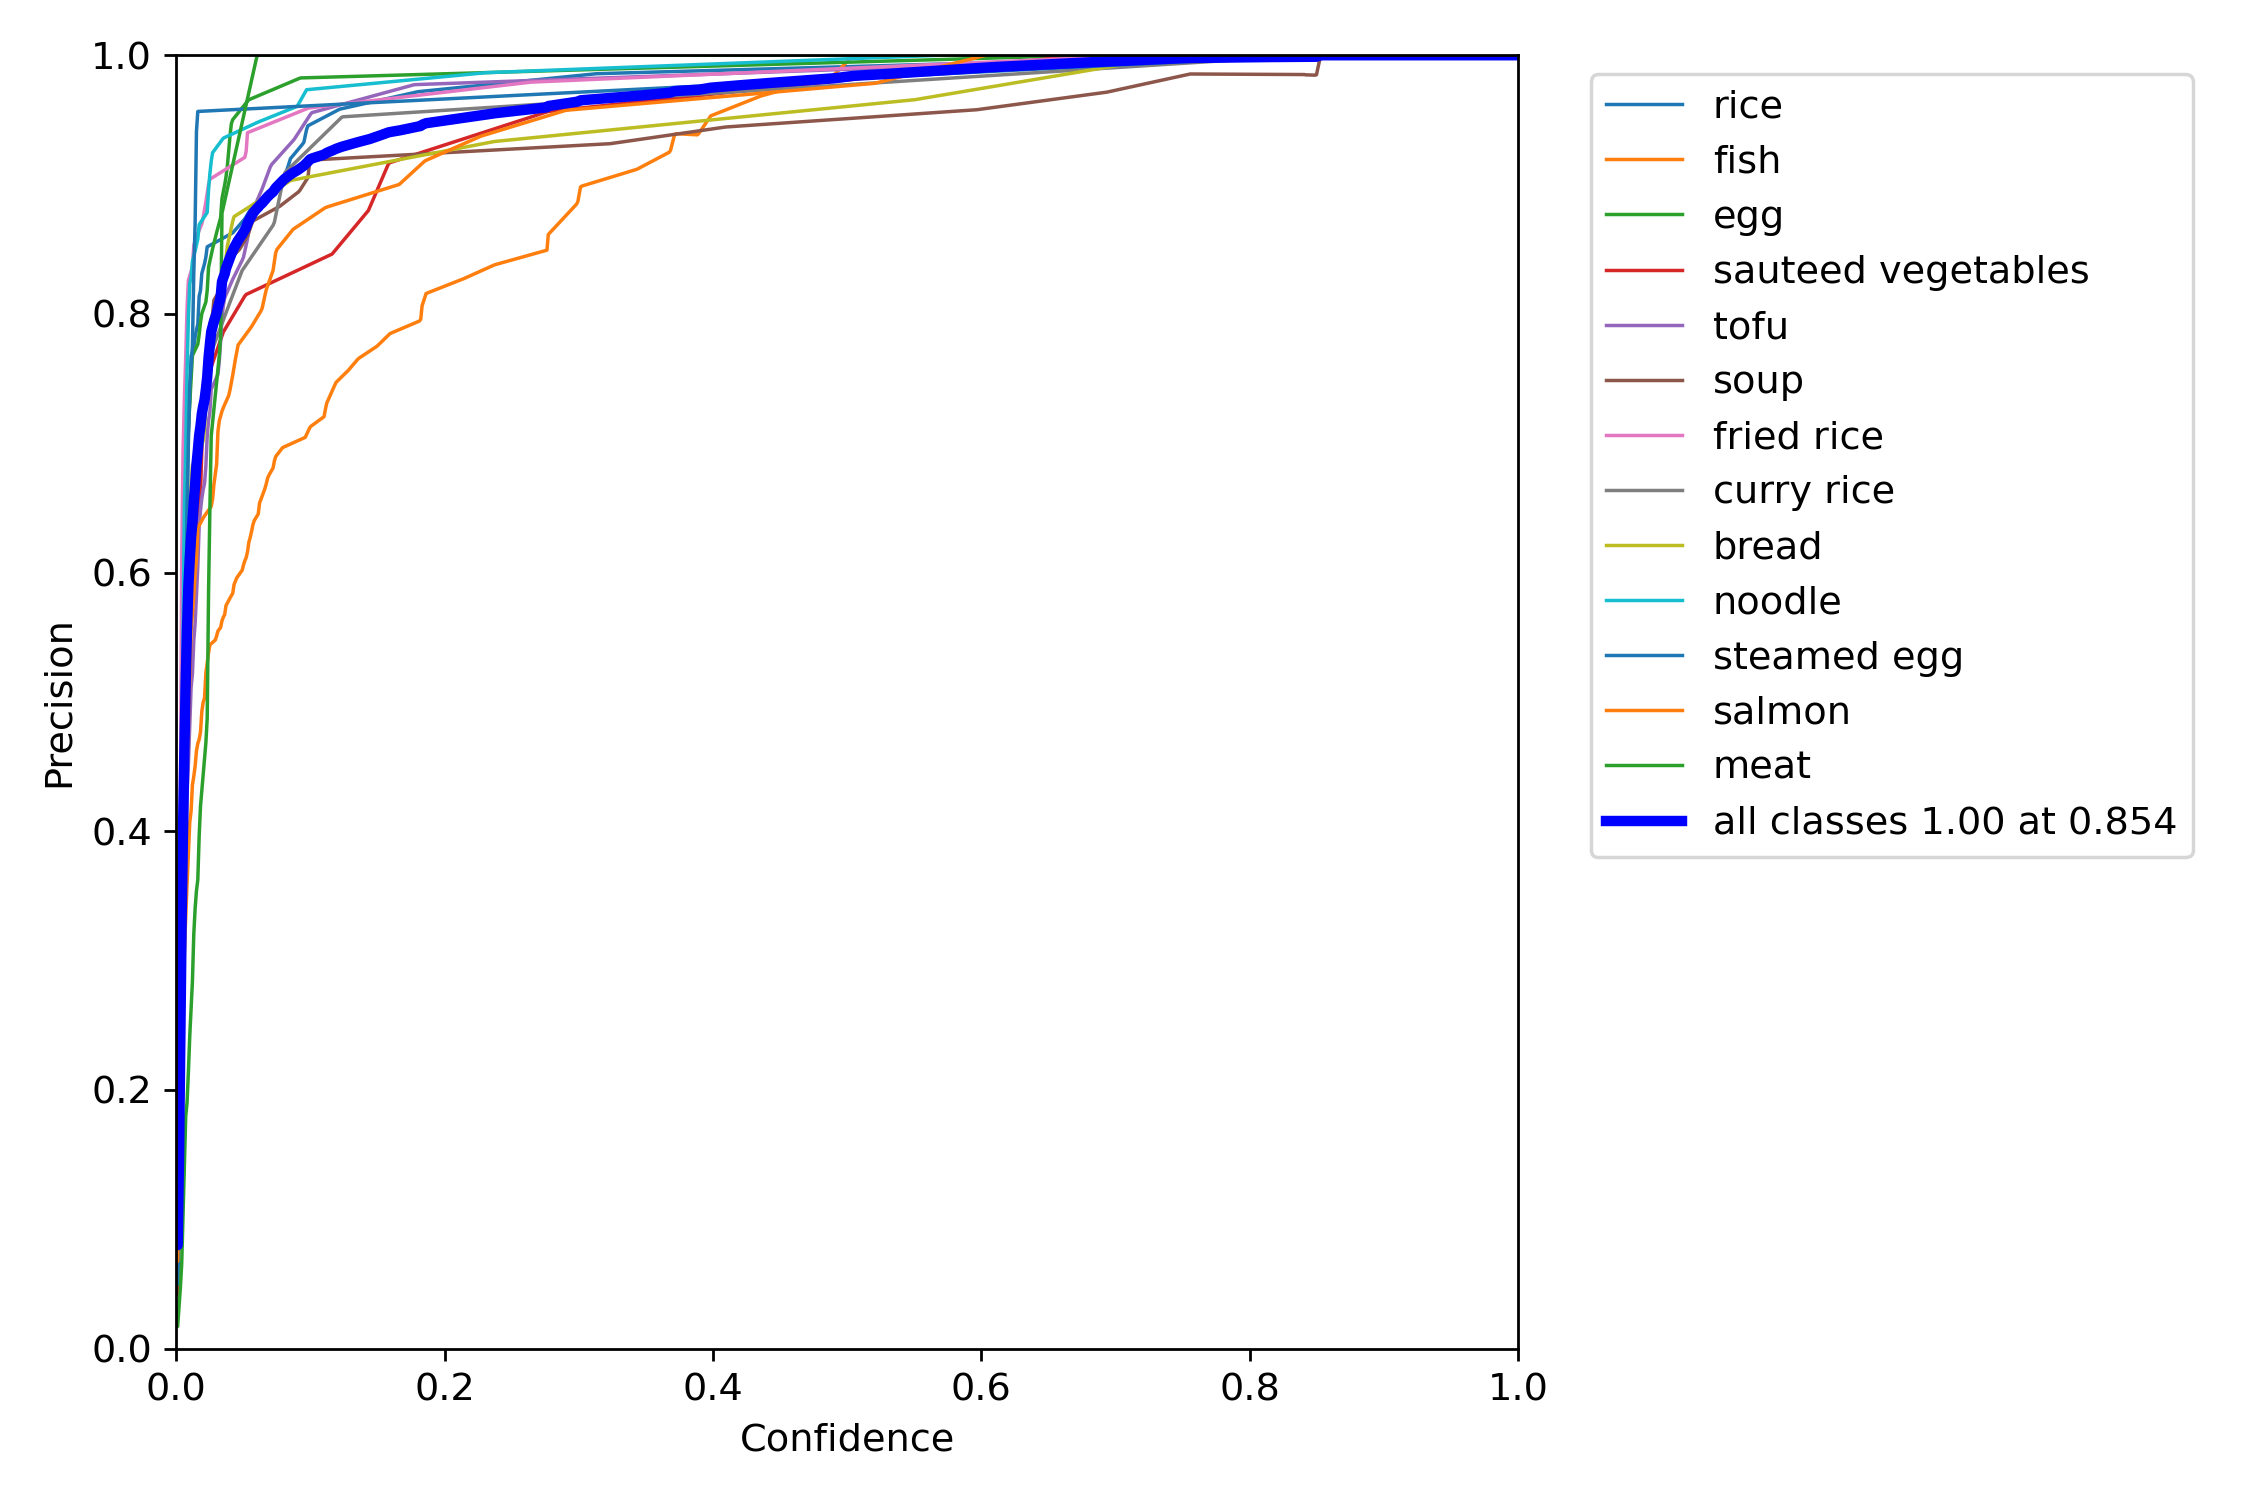 1.0
0.8
0.6
0.4
0.2
0.0
Precision
0.0 0.2 0.4 0.6 0.8 1.0
Confidence
rice
fish
egg
sauteed vegetables
tofu
soup
fried rice
curry rice
bread
noodle
steamed egg
salmon
meat
all classes 1.00 at 0.854